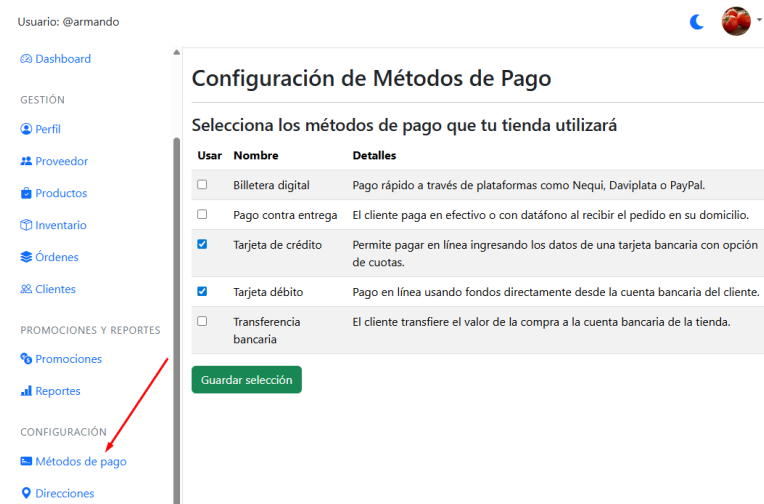 Usuario: @armando
Dashboard
GESTIÓN
Perfil
Proveedor
Productos
Inventario
Órdenes
Clientes
PROMOCIONES Y REPORTES
Promociones
Reportes
CONFIGURACIÓN
Métodos de pago
Direcciones
Configuración de Métodos de Pago
Selecciona los métodos de pago que tu tienda utilizará
Usar Nombre Detalles
Billetera digital Pago rápido a través de plataformas como Nequi, Daviplata o PayPal.
Pago contra entrega El cliente paga en efectivo o con datáfono al recibir el pedido en su domicilio.
Tarjeta de crédito Permite pagar en línea ingresando los datos de una tarjeta bancaria con opción
de cuotas.
Tarjeta débito Pago en línea usando fondos directamente desde la cuenta bancaria del cliente.
Transferencia El cliente transfiere el valor de la compra a la cuenta bancaria de la tienda.
bancaria
Guardar selección